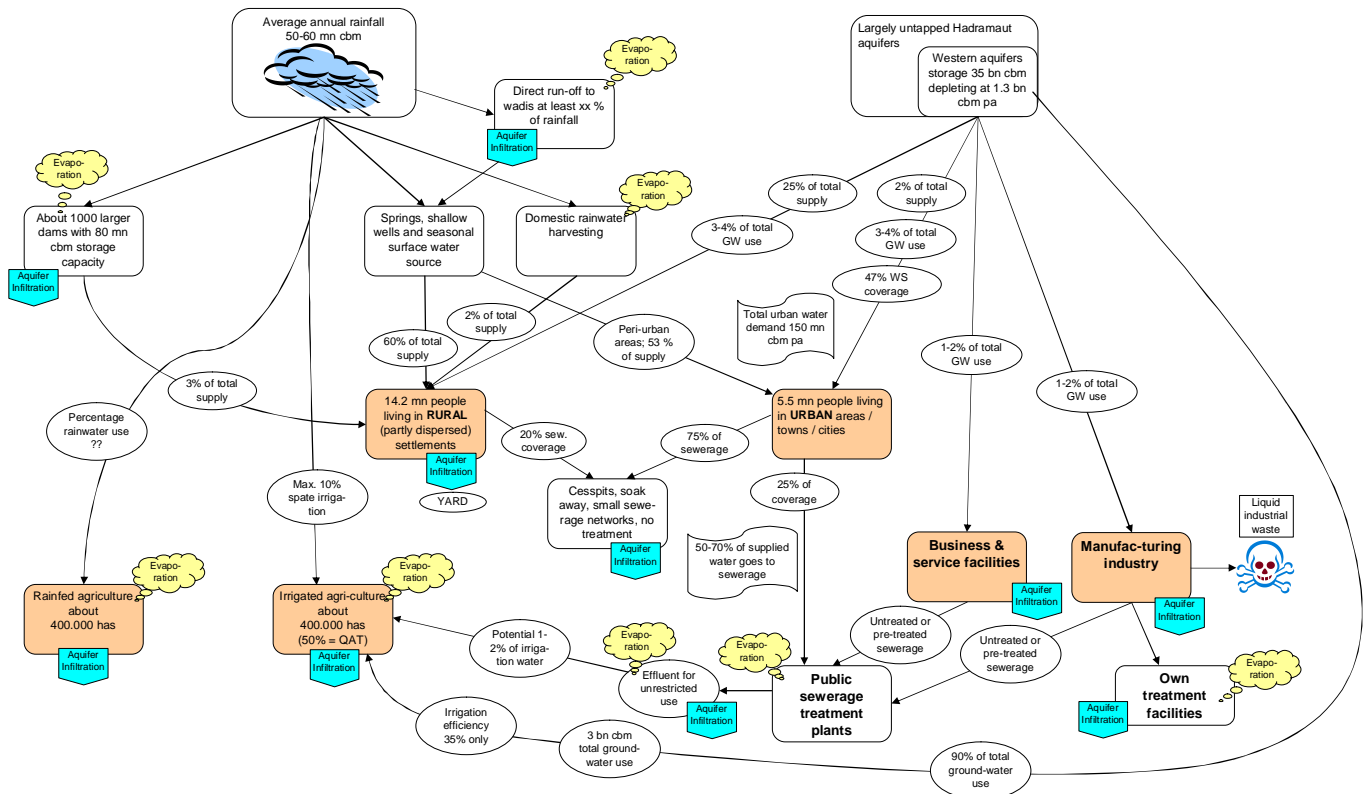 Average annual rainfall
50-60 mn cbm
Evapo-
ration
Direct run-off to
wadis at least xx %
of rainfall
Aquifer
Infiltration
Largely untapped Hadramaut
aquifers
Western aquifers
storage 35 bn cbm
depleting at 1.3 bn
cbm pa
Evapo-
ration
About 1000 larger
dams with 80 mn
cbm storage
capacity
Aquifer
Infiltration
Springs, shallow
wells and seasonal
surface water
source
Evapo-
ration
Domestic rainwater
harvesting
25% of total
supply
2% of total
supply
3-4% of total
GW use
3-4% of total
GW use
47% WS
coverage
Total urban water
demand 150 mn
cbm pa
2% of total
supply
60% of total
supply
Peri-urban
areas; 53 %
of supply
1-2% of total
GW use
1-2% of total
GW use
3% of total
supply
Percentage
rainwater use
??
14.2 mn people
living in RURAL
(partly dispersed)
settlements
Aquifer
Infiltration
YARD
20% sew.
coverage
75% of
sewerage
5.5 mn people living
in URBAN areas /
towns / cities
Max. 10%
spate irriga-
tion
Cesspits, soak
away, small sewe-
rage networks, no
treatment
Aquifer
Infiltration
25% of
coverage
50-70% of supplied
water goes to
sewerage
Business &
service facilities
Aquifer
Infiltration
Manufac-turing
industry
Aquifer
Infiltration
Liquid
industrial
waste
Evapo-
ration
Rainfed agriculture
about
400.000 has
Aquifer
Infiltration
Evapo-
ration
Irrigated agri-culture
about
400.000 has
(50% = QAT)
Aquifer
Infiltration
Potential 1-
2% of irriga-
tion water
Evapo-
ration
Effluent for
unrestricted
use
Aquifer
Infiltration
Evapo-
ration
Public
sewerage
treatment
plants
Untreated or
pre-treated
sewerage
Untreated or
pre-treated
sewerage
Evapo-
ration
Own
treatment
facilities
Aquifer
Infiltration
Irrigation
efficiency
35% only
3 bn cbm
total ground-
water use
90% of total
ground-water
use